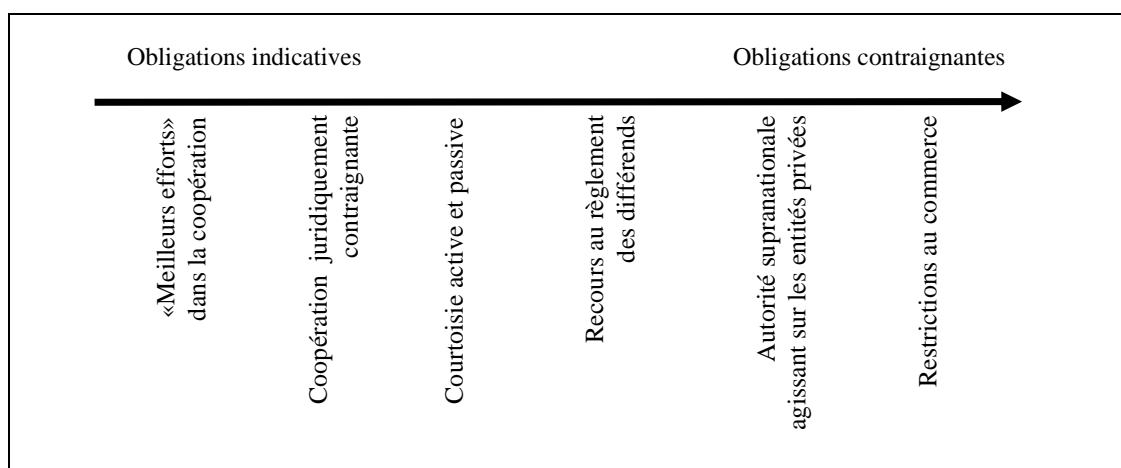 Obligations indicatives
Obligations contraignantes
«Meilleurs efforts»
dans la coopération
Coopération juridiquement
contraignante
Courtoisie active et passive
Recours au règlement
des différends
Autorité supranationale
agissant sur les entités privées
Restrictions au commerce